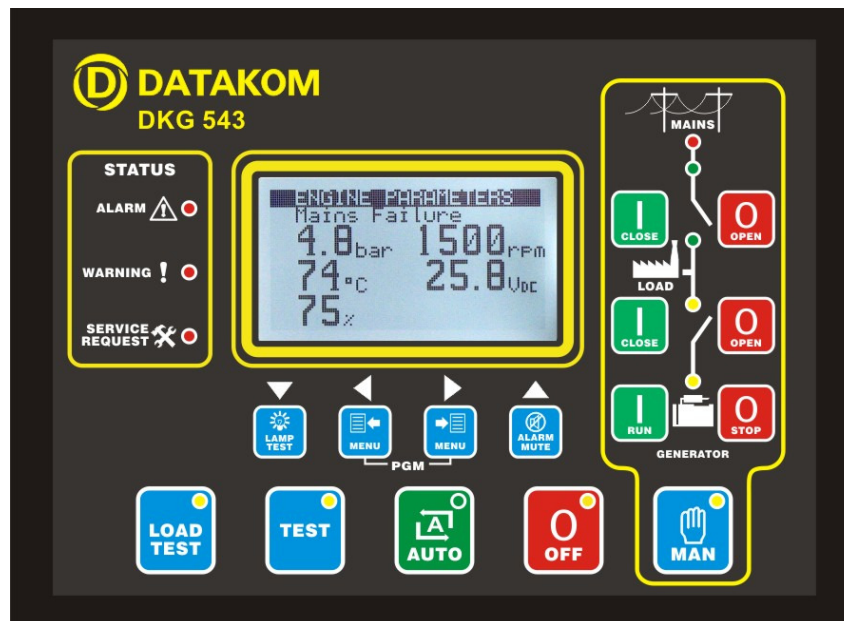 DATAKOM
DKG 543
STATUS
ALARM
WARNING
SERVICE
REQUEST
ENGINE PARAMETERS
Mains Failure
4.8bar 1500rpm
74°C 25.8VDC
75%
LAMP
TEST
MENU
MENU
ALARM
MUTE
PGM
MAINS
I
CLOSE
O
OPEN
LOAD
I
CLOSE
O
OPEN
I
RUN
O
STOP
GENERATOR
LOAD
TEST
TEST
A
AUTO
O
OFF
MAN